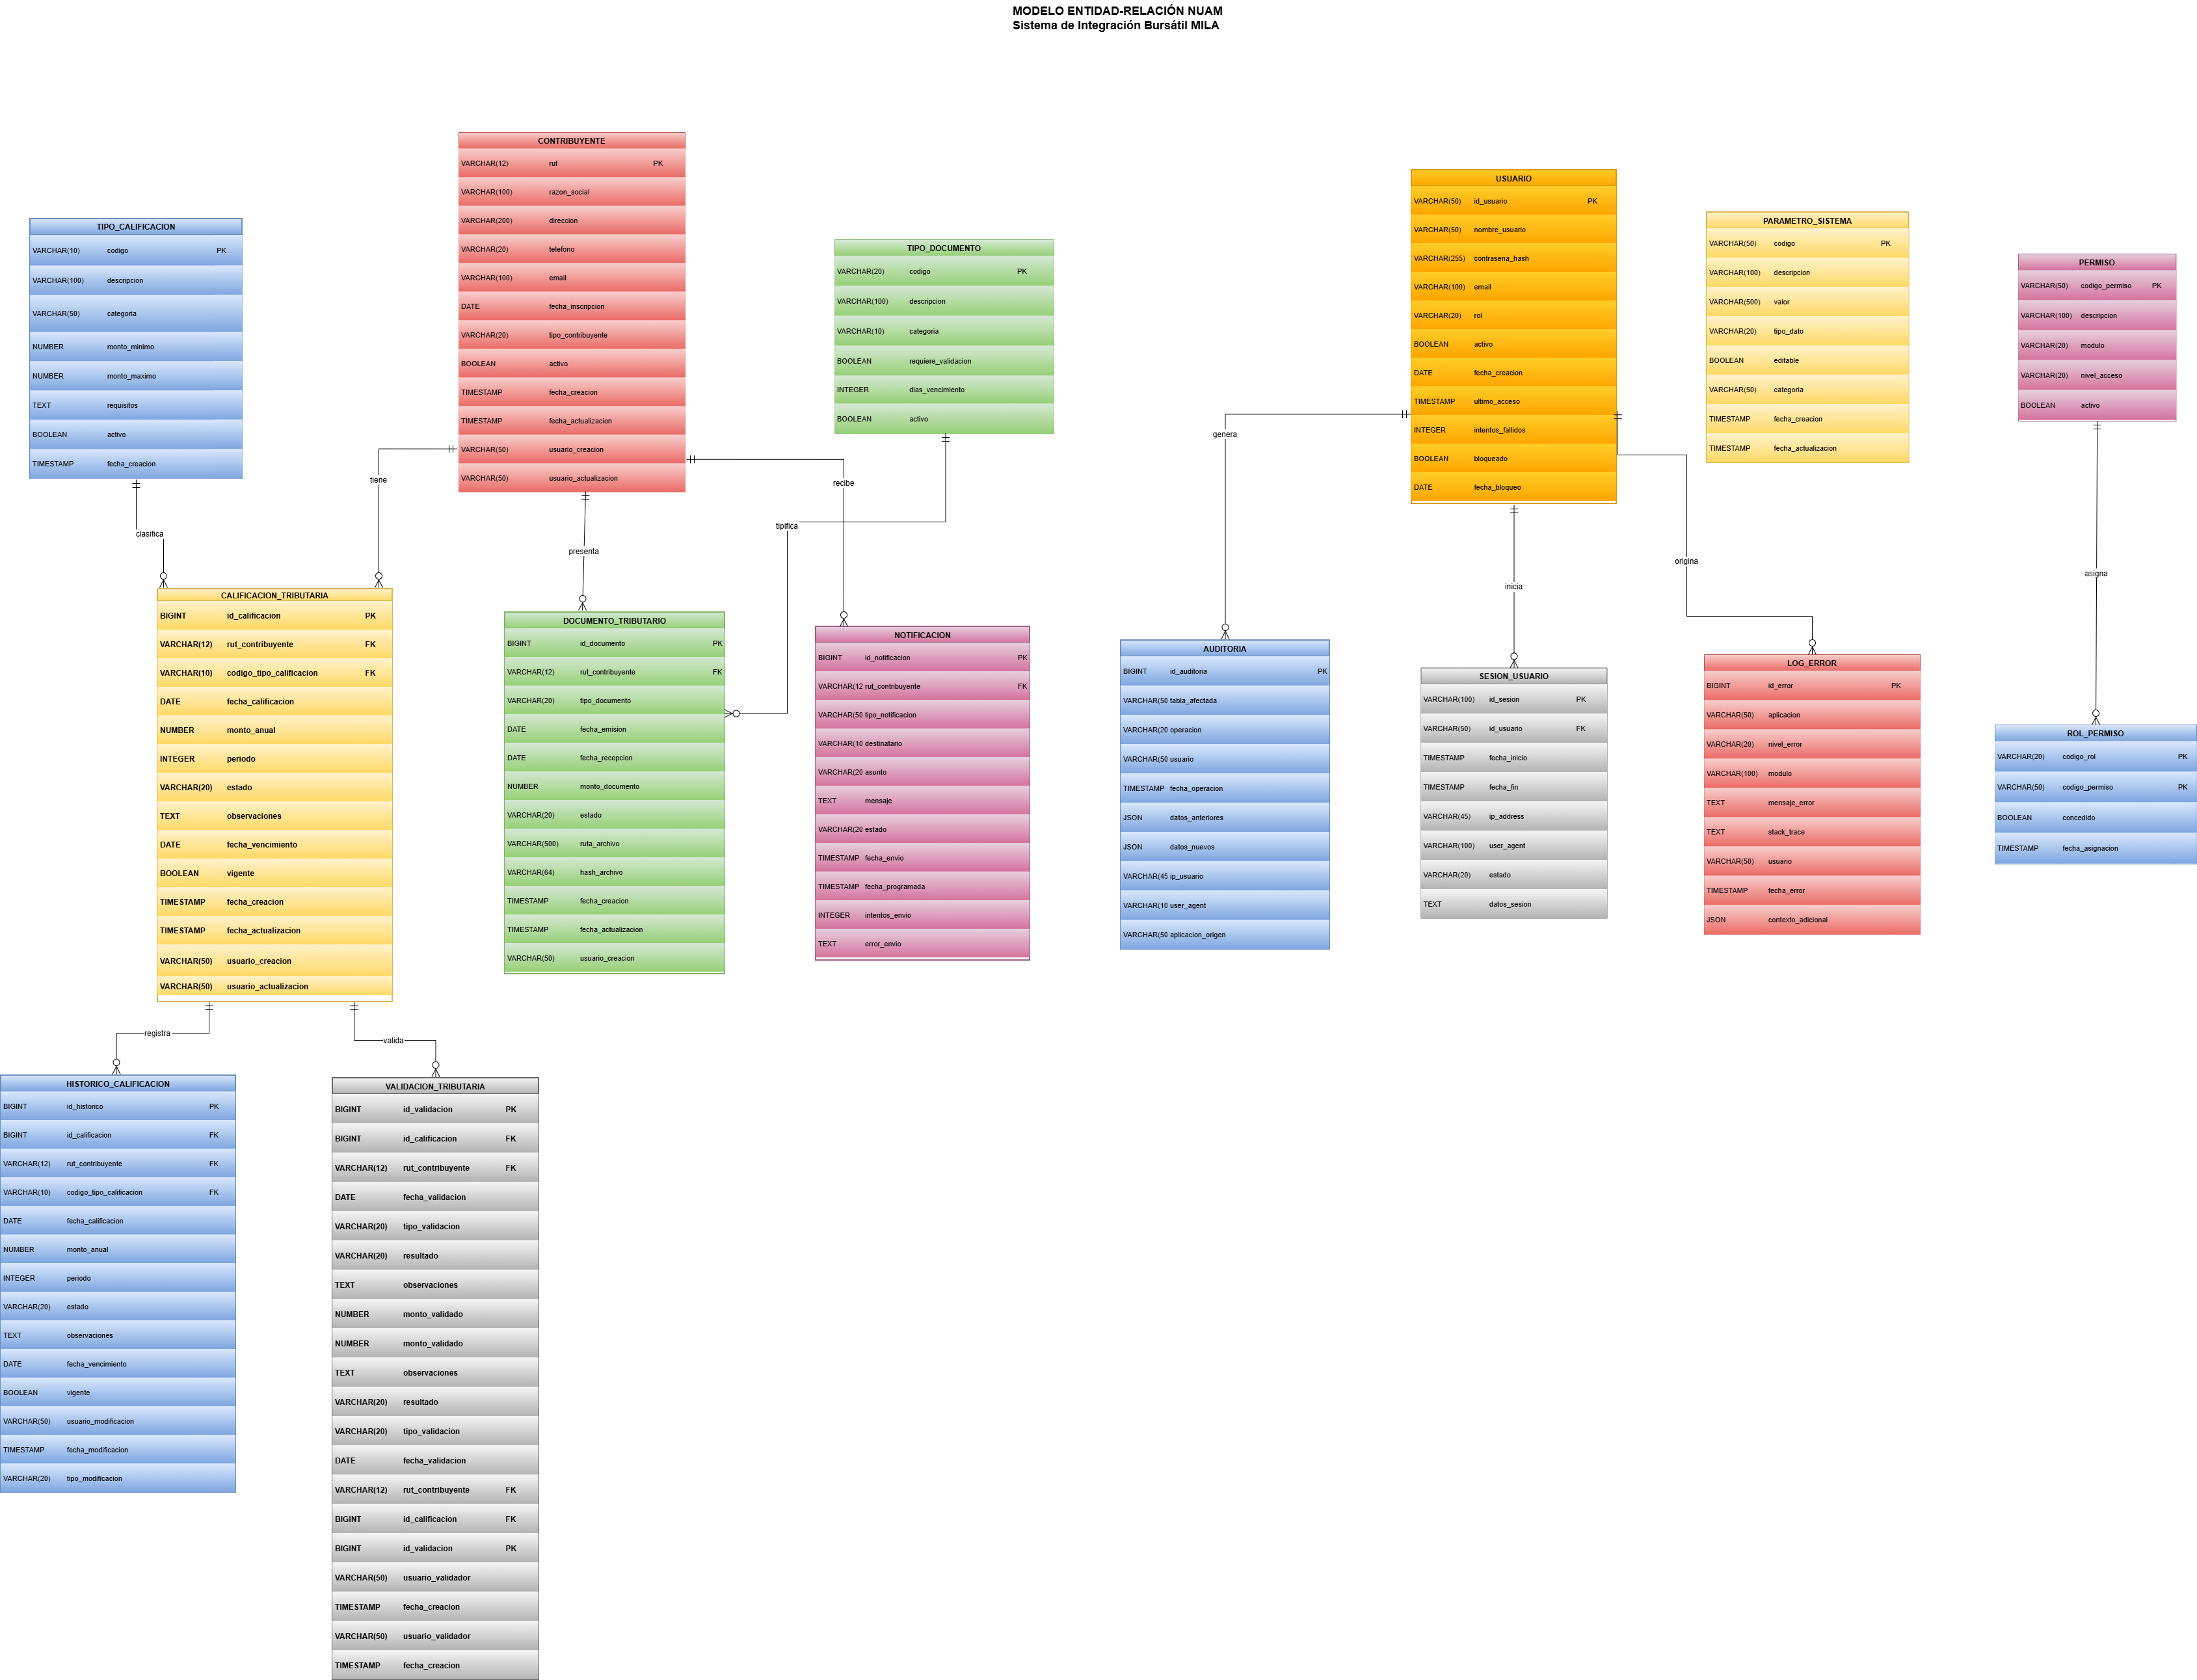 MODELO ENTIDAD-RELACIÓN NUAM
Sistema de Integración Bursátil MILA
CONTRIBUYENTE
VARCHAR(12) rut PK
VARCHAR(100) razon_social
VARCHAR(200) direccion
VARCHAR(20) telefono
VARCHAR(100) email
DATE fecha_inscripcion
VARCHAR(20) tipo_contribuyente
BOOLEAN activo
TIMESTAMP fecha_creacion
TIMESTAMP fecha_actualizacion
VARCHAR(50) usuario_creacion
VARCHAR(50) usuario_actualizacion
USUARIO
VARCHAR(50) id_usuario PK
VARCHAR(50) nombre_usuario
VARCHAR(255) contrasena_hash
VARCHAR(100) email
VARCHAR(20) rol
BOOLEAN activo
DATE fecha_creacion
TIMESTAMP ultimo_acceso
INTEGER intentos_fallidos
BOOLEAN bloqueado
DATE fecha_bloqueo
PARAMETRO_SISTEMA
VARCHAR(50) codigo PK
VARCHAR(100) descripcion
VARCHAR(500) valor
VARCHAR(20) tipo_dato
BOOLEAN editable
VARCHAR(50) categoria
TIMESTAMP fecha_creacion
TIMESTAMP fecha_actualizacion
TIPO_CALIFICACION
VARCHAR(10) codigo PK
VARCHAR(100) descripcion
VARCHAR(50) categoria
NUMBER monto_minimo
NUMBER monto_maximo
TEXT requisitos
BOOLEAN activo
TIMESTAMP fecha_creacion
TIPO_DOCUMENTO
VARCHAR(20) codigo PK
VARCHAR(100) descripcion
VARCHAR(10) categoria
BOOLEAN requiere_validacion
INTEGER dias_vencimiento
BOOLEAN activo
PERMISO
VARCHAR(50) codigo_permiso PK
VARCHAR(100) descripcion
VARCHAR(20) modulo
VARCHAR(20) nivel_acceso
BOOLEAN activo
genera
tiene
recibe
tipifica
clasifica
presenta
origina
asigna
inicia
CALIFICACION_TRIBUTARIA
BIGINT id_calificacion PK
VARCHAR(12) rut_contribuyente FK
VARCHAR(10) codigo_tipo_calificacion FK
DATE fecha_calificacion
NUMBER monto_anual
INTEGER periodo
VARCHAR(20) estado
TEXT observaciones
DATE fecha_vencimiento
BOOLEAN vigente
TIMESTAMP fecha_creacion
TIMESTAMP fecha_actualizacion
VARCHAR(50) usuario_creacion
VARCHAR(50) usuario_actualizacion
DOCUMENTO_TRIBUTARIO
BIGINT id_documento PK
VARCHAR(12) rut_contribuyente FK
VARCHAR(20) tipo_documento
DATE fecha_emision
DATE fecha_recepcion
NUMBER monto_documento
VARCHAR(20) estado
VARCHAR(500) ruta_archivo
VARCHAR(64) hash_archivo
TIMESTAMP fecha_creacion
TIMESTAMP fecha_actualizacion
VARCHAR(50) usuario_creacion
NOTIFICACION
BIGINT id_notificacion PK
VARCHAR(12 rut_contribuyente FK
VARCHAR(50 tipo_notificacion
VARCHAR(10 destinatario
VARCHAR(20 asunto
TEXT mensaje
VARCHAR(20 estado
TIMESTAMP fecha_envio
TIMESTAMP fecha_programada
INTEGER intentos_envio
TEXT error_envio
AUDITORIA
BIGINT id_auditoria PK
VARCHAR(50 tabla_afectada
VARCHAR(20 operacion
VARCHAR(50 usuario
TIMESTAMP fecha_operacion
JSON datos_anteriores
JSON datos_nuevos
VARCHAR(45 ip_usuario
VARCHAR(10 user_agent
VARCHAR(50 aplicacion_origen
SESION_USUARIO
VARCHAR(100) id_sesion PK
VARCHAR(50) id_usuario FK
TIMESTAMP fecha_inicio
TIMESTAMP fecha_fin
VARCHAR(45) ip_address
VARCHAR(100) user_agent
VARCHAR(20) estado
TEXT datos_sesion
LOG_ERROR
BIGINT id_error PK
VARCHAR(50) aplicacion
VARCHAR(20) nivel_error
VARCHAR(100) modulo
TEXT mensaje_error
TEXT stack_trace
VARCHAR(50) usuario
TIMESTAMP fecha_error
JSON contexto_adicional
ROL_PERMISO
VARCHAR(20) codigo_rol PK
VARCHAR(50) codigo_permiso PK
BOOLEAN concedido
TIMESTAMP fecha_asignacion
registra
valida
HISTORICO_CALIFICACION
BIGINT id_historico PK
BIGINT id_calificacion FK
VARCHAR(12) rut_contribuyente FK
VARCHAR(10) codigo_tipo_calificacion FK
DATE fecha_calificacion
NUMBER monto_anual
INTEGER periodo
VARCHAR(20) estado
TEXT observaciones
DATE fecha_vencimiento
BOOLEAN vigente
VARCHAR(50) usuario_modificacion
TIMESTAMP fecha_modificacion
VARCHAR(20) tipo_modificacion
VALIDACION_TRIBUTARIA
BIGINT id_validacion PK
BIGINT id_calificacion FK
VARCHAR(12) rut_contribuyente FK
DATE fecha_validacion
VARCHAR(20) tipo_validacion
VARCHAR(20) resultado
TEXT observaciones
NUMBER monto_validado
NUMBER monto_validado
TEXT observaciones
VARCHAR(20) resultado
VARCHAR(20) tipo_validacion
DATE fecha_validacion
VARCHAR(12) rut_contribuyente FK
BIGINT id_calificacion FK
BIGINT id_validacion PK
VARCHAR(50) usuario_validador
TIMESTAMP fecha_creacion
VARCHAR(50) usuario_validador
TIMESTAMP fecha_creacion